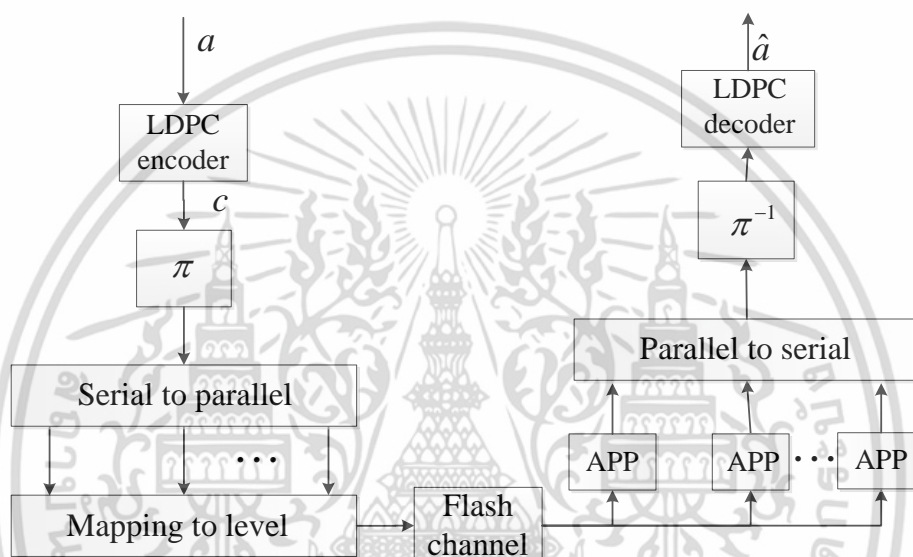 a
LDPC
encoder
c
π
Serial to parallel
...
Mapping to level
Flash
channel
APP
APP
...
APP
Parallel to serial
π⁻¹
LDPC
decoder
â